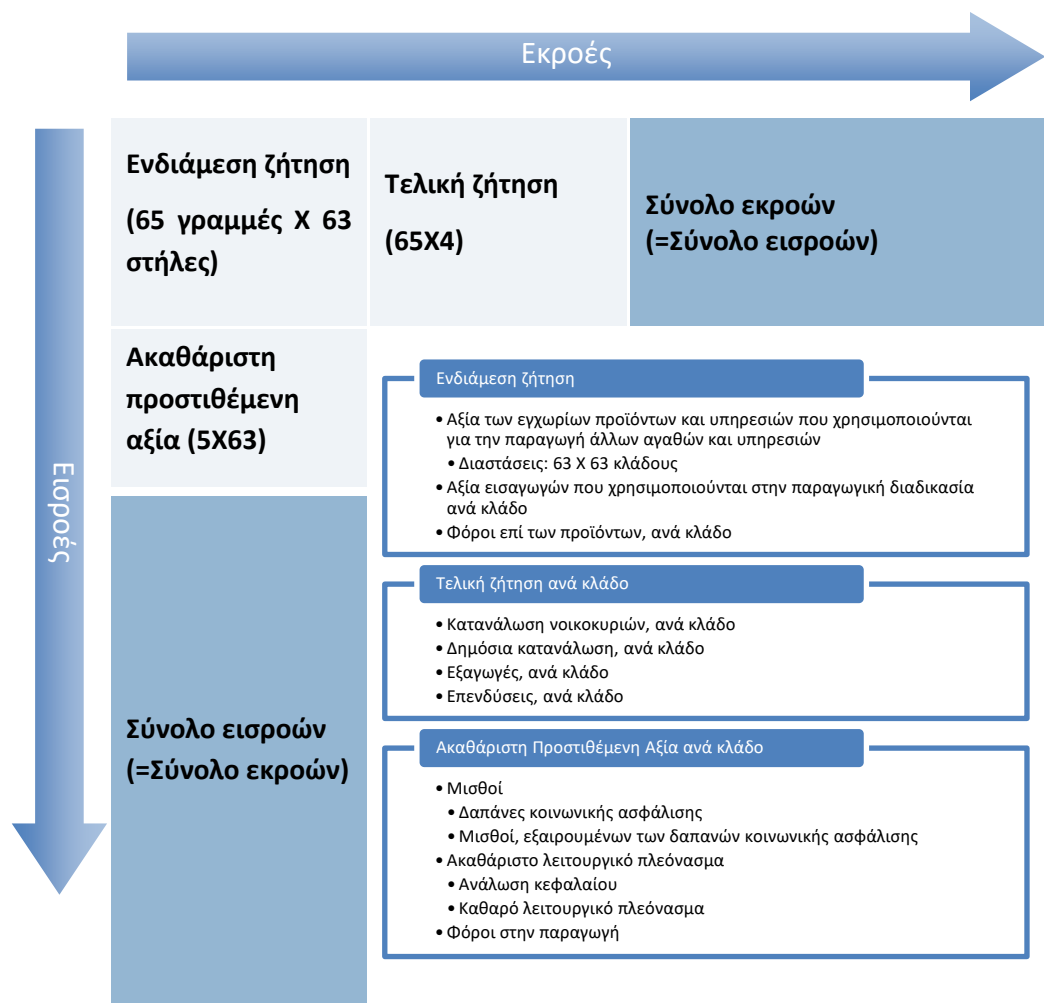 Εκροές
Εισροές
Ενδιάμεση ζήτηση
(65 γραμμές Χ 63
στήλες)
Τελική ζήτηση
(65Χ4)
Σύνολο εκροών
(=Σύνολο εισροών)
Ακαθάριστη
προστιθέμενη
αξία (5Χ63)
Σύνολο εισροών
(=Σύνολο εκροών)
Ενδιάμεση ζήτηση
• Αξία των εγχωρίων προϊόντων και υπηρεσιών που χρησιμοποιούνται
για την παραγωγή άλλων αγαθών και υπηρεσιών
• Διαστάσεις: 63 Χ 63 κλάδους
• Αξία εισαγωγών που χρησιμοποιούνται στην παραγωγική διαδικασία
ανά κλάδο
• Φόροι επί των προϊόντων, ανά κλάδο
Τελική ζήτηση ανά κλάδο
• Κατανάλωση νοικοκυριών, ανά κλάδο
• Δημόσια κατανάλωση, ανά κλάδο
• Εξαγωγές, ανά κλάδο
• Επενδύσεις, ανά κλάδο
Ακαθάριστη Προστιθέμενη Αξία ανά κλάδο
• Μισθοί
• Δαπάνες κοινωνικής ασφάλισης
• Μισθοί, εξαιρουμένων των δαπανών κοινωνικής ασφάλισης
• Ακαθάριστο λειτουργικό πλεόνασμα
• Ανάλωση κεφαλαίου
• Καθαρό λειτουργικό πλεόνασμα
• Φόροι στην παραγωγή